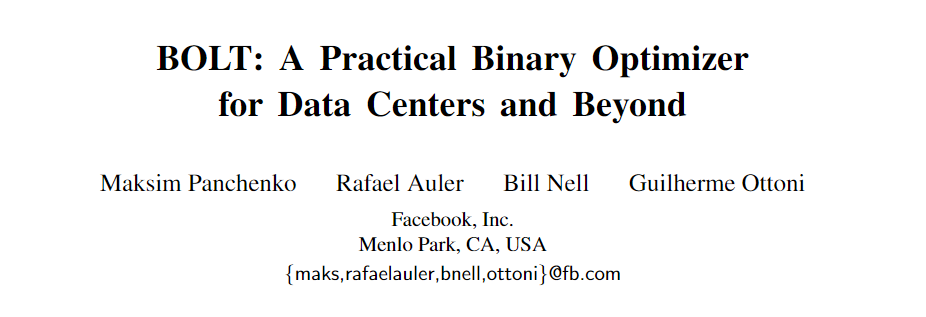 BOLT: A Practical Binary Optimizer
for Data Centers and Beyond
Maksim Panchenko Rafael Auler Bill Nell Guilherme Ottoni
Facebook, Inc.
Menlo Park, CA, USA
{maks,rafaelauler,bnell,ottoni}@fb.com